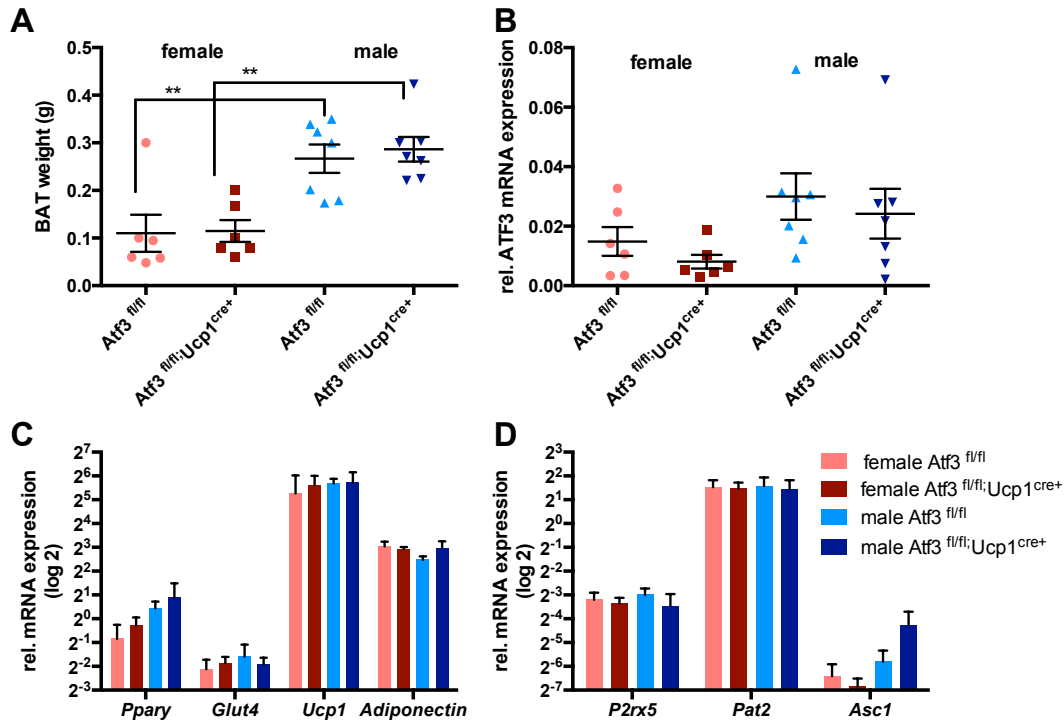 A
female
male
**
**
BAT weight (g)
0.5
0.4
0.3
0.2
0.1
0.0
Atf3 fl/fl
Atf3 fl/fl;Ucp1cre+
Atf3 fl/fl
Atf3 fl/fl;Ucp1cre+
B
female
male
rel. ATF3 mRNA expression
0.08
0.06
0.04
0.02
0.00
Atf3 fl/fl
Atf3 fl/fl;Ucp1cre+
Atf3 fl/fl
Atf3 fl/fl;Ucp1cre+
C
rel. mRNA expression
(log 2)
2^7
2^6
2^5
2^4
2^3
2^2
2^1
2^0
2^-1
2^-2
2^-3
Pparγ
Glut4
Ucp1
Adiponectin
D
rel. mRNA expression
(log 2)
2^3
2^2
2^1
2^0
2^-1
2^-2
2^-3
2^-4
2^-5
2^-6
2^-7
P2rx5
Pat2
Asc1
female Atf3 fl/fl
female Atf3 fl/fl;Ucp1cre+
male Atf3 fl/fl
male Atf3 fl/fl;Ucp1cre+